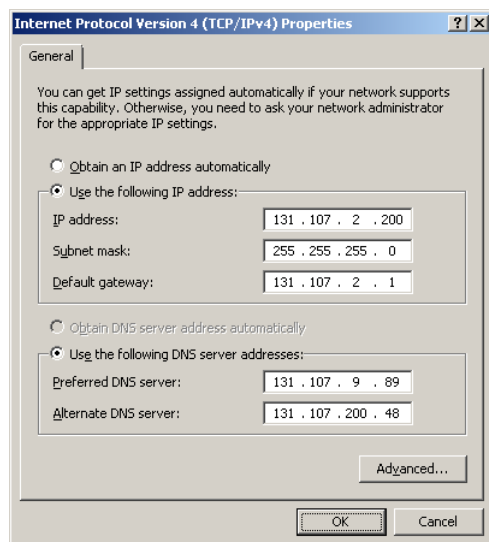 Internet Protocol Version 4 (TCP/IPv4) Properties
General
You can get IP settings assigned automatically if your network supports
this capability. Otherwise, you need to ask your network administrator
for the appropriate IP settings.
Obtain an IP address automatically
Use the following IP address:
IP address: 131 . 107 . 2 . 200
Subnet mask: 255 . 255 . 255 . 0
Default gateway: 131 . 107 . 2 . 1
Obtain DNS server address automatically
Use the following DNS server addresses:
Preferred DNS server: 131 . 107 . 9 . 89
Alternate DNS server: 131 . 107 . 200 . 48
Advanced...
OK Cancel